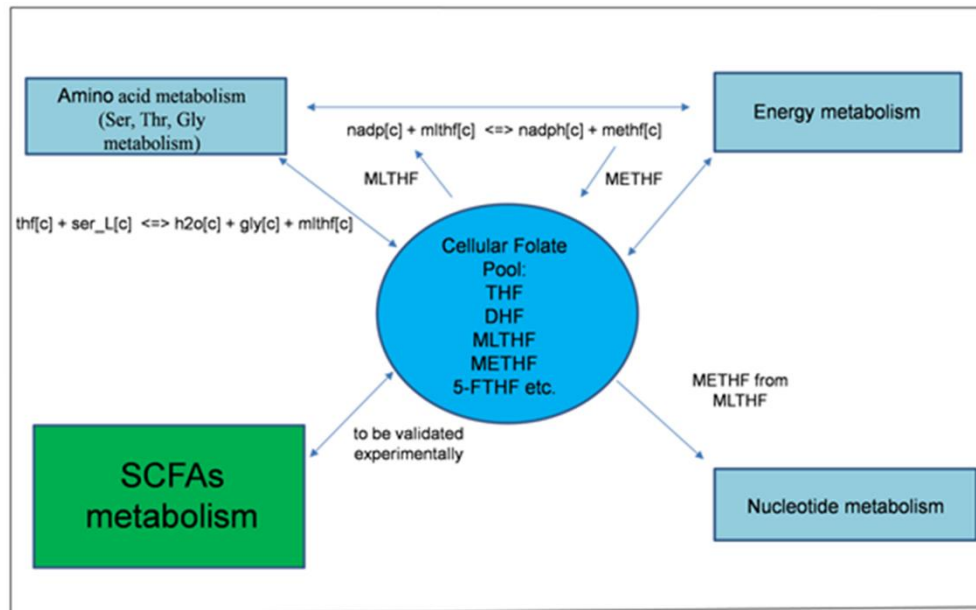 Amino acid metabolism
(Ser, Thr, Gly
metabolism)
Energy metabolism
nadp[c] + mlthf[c] <=> nadph[c] + methf[c]
MLTHF
METHF
thf[c] + ser_L[c] <=> h2o[c] + gly[c] + mlthf[c]
Cellular Folate
Pool:
THF
DHF
MLTHF
METHF
5-FTHF etc.
METHF from
MLTHF
to be validated
experimentally
SCFAs
metabolism
Nucleotide metabolism